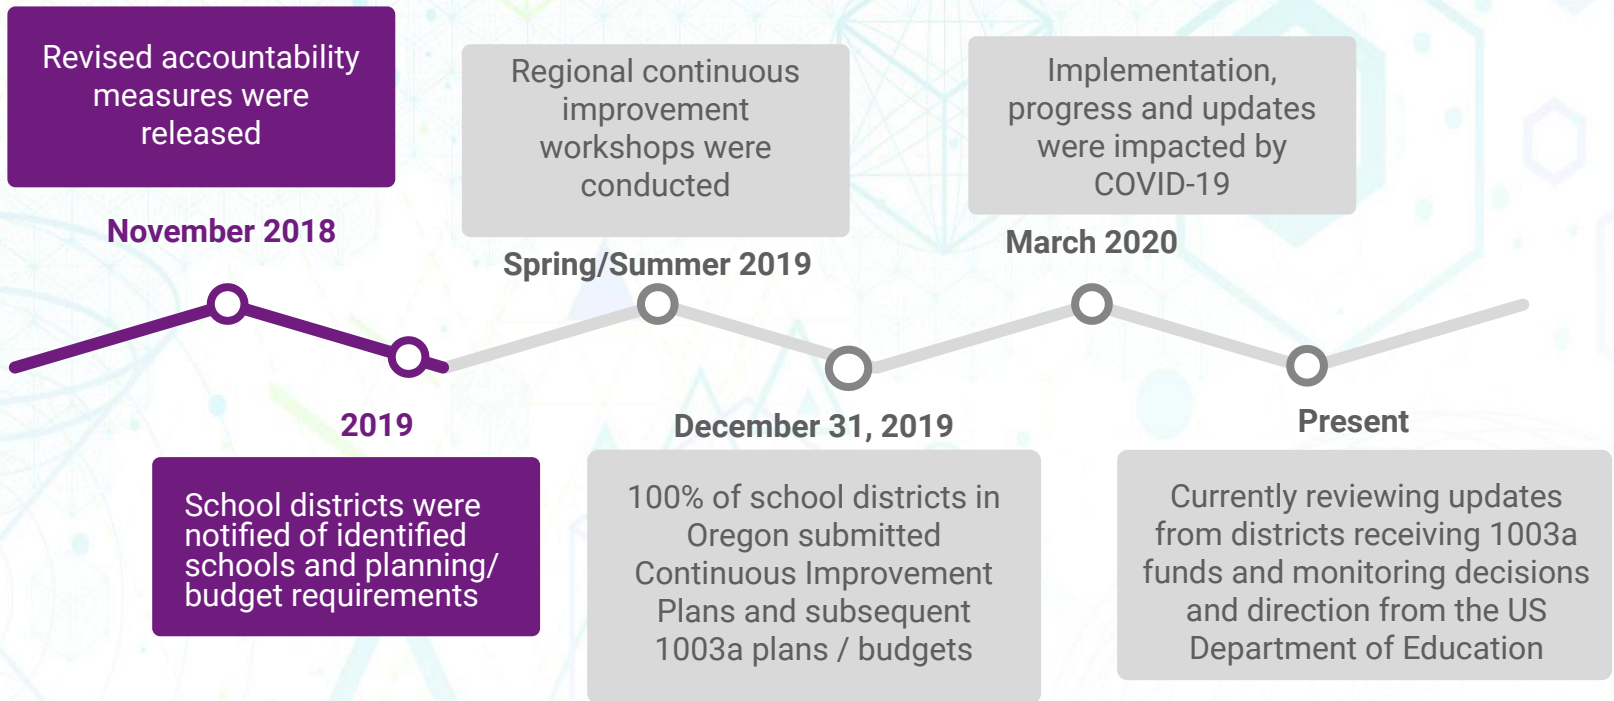 Revised accountability
measures were
released
November 2018
2019
School districts were
notified of identified
schools and planning/
budget requirements
Regional continuous
improvement
workshops were
conducted
Spring/Summer 2019
December 31, 2019
100% of school districts in
Oregon submitted
Continuous Improvement
Plans and subsequent
1003a plans / budgets
Implementation,
progress and updates
were impacted by
COVID-19
March 2020
Present
Currently reviewing updates
from districts receiving 1003a
funds and monitoring decisions
and direction from the US
Department of Education